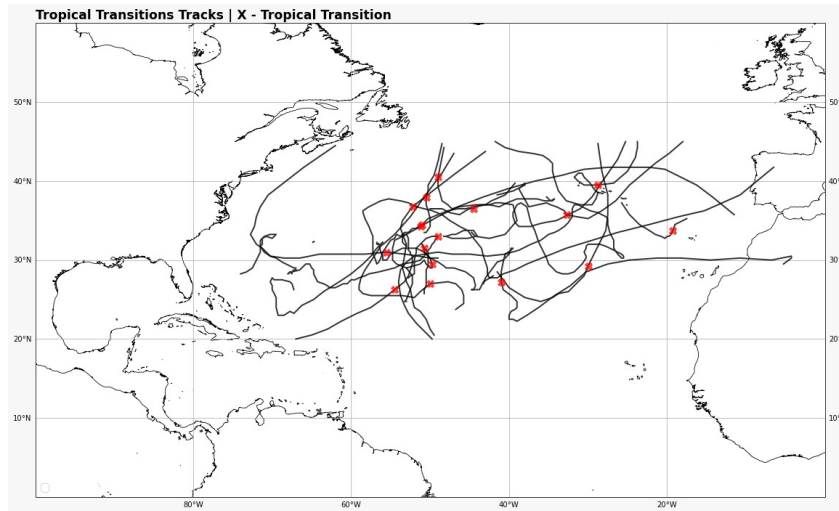 Tropical Transitions Tracks | X - Tropical Transition
50°N
50°
40°N
40°
30°N
30°
20°N
20°
10°N
10°
80°W
60°W
40°W
20°W